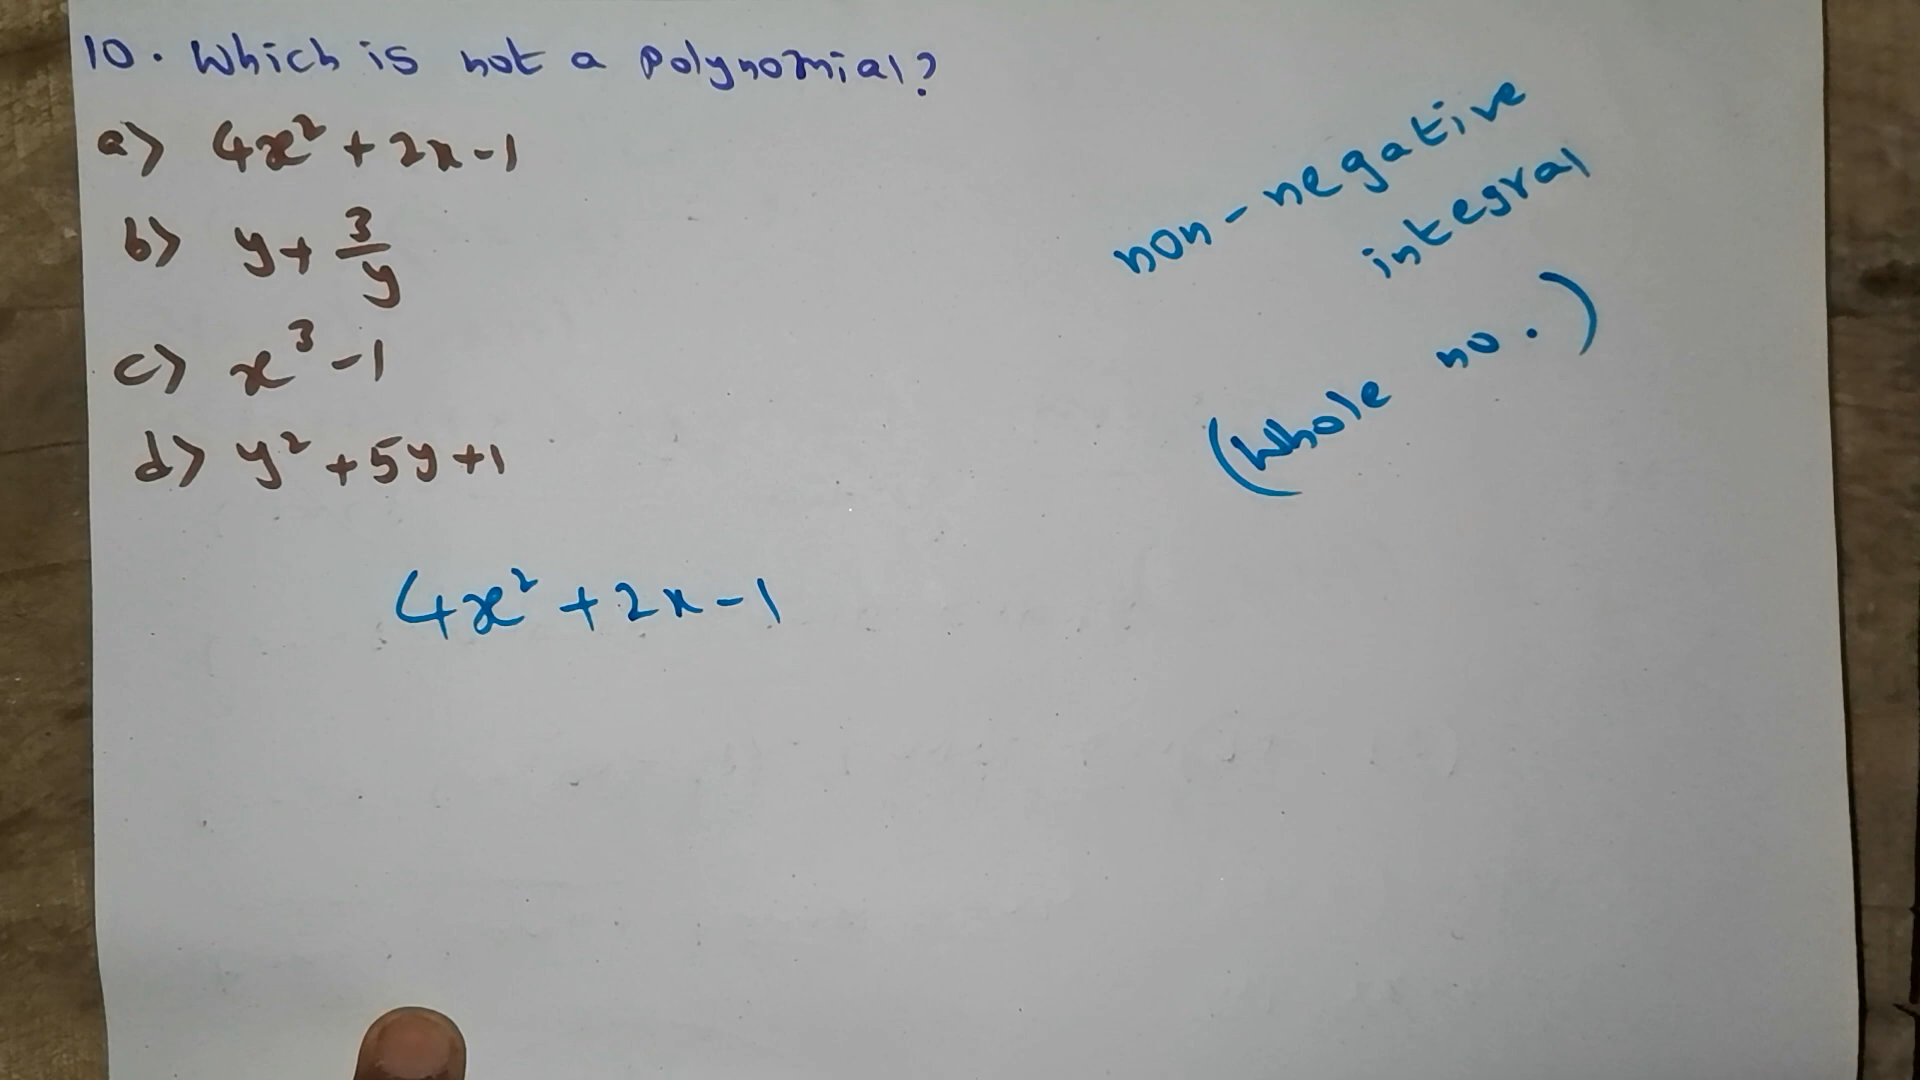 10. Which is not a polynomial?
a) 4x² + 2x - 1
b) y + 3/y
c) x³ - 1
d) y² + 5y + 1
non-negative
integral
(Whole no.)
4x² + 2x - 1